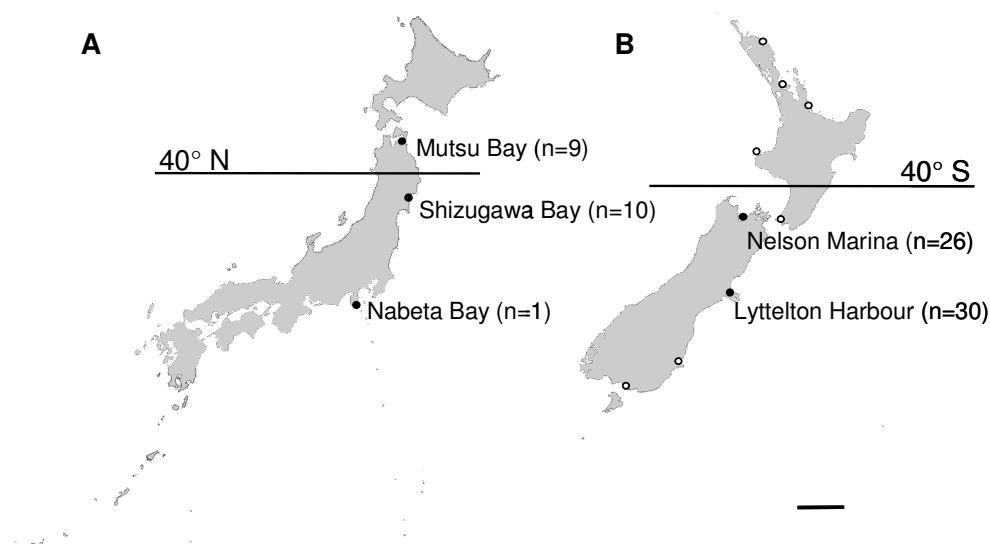 A
B
40° N
Mutsu Bay (n=9)
Shizugawa Bay (n=10)
Nabeta Bay (n=1)
40° S
Nelson Marina (n=26)
Lyttelton Harbour (n=30)